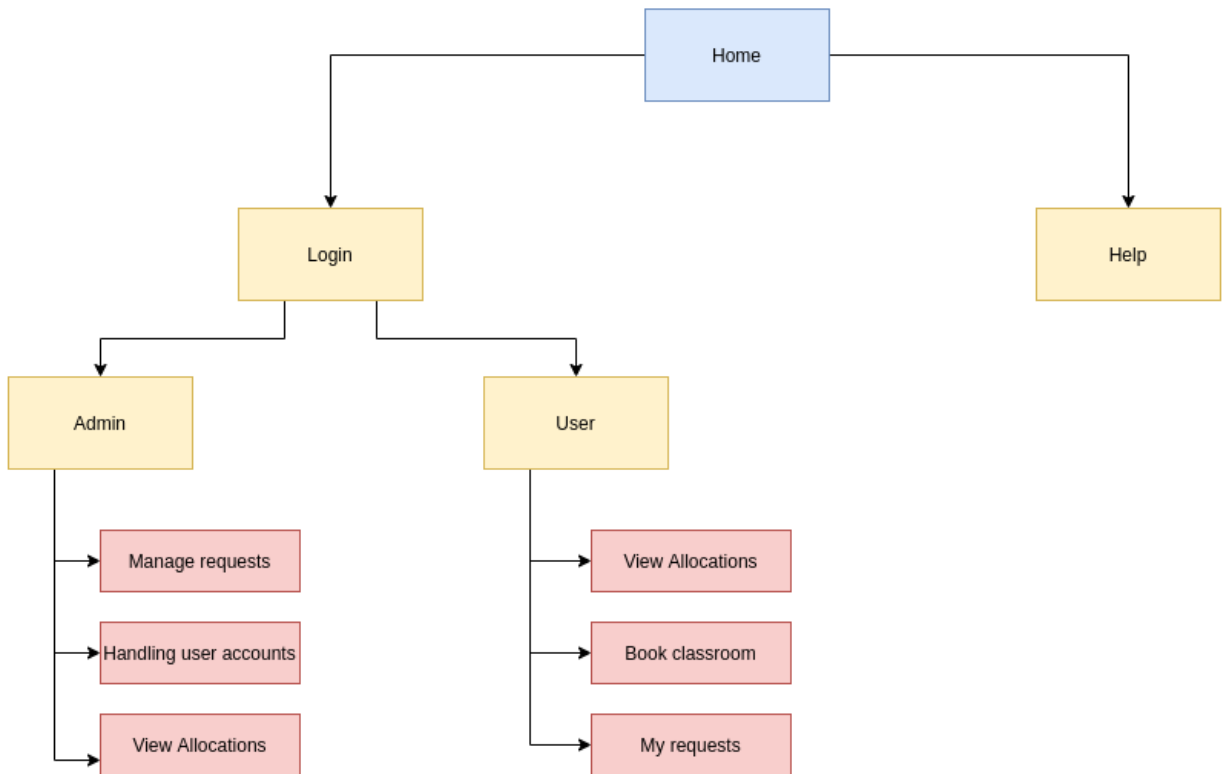 Home
Login
Help
Admin
User
Manage requests
View Allocations
Handling user accounts
Book classroom
View Allocations
My requests